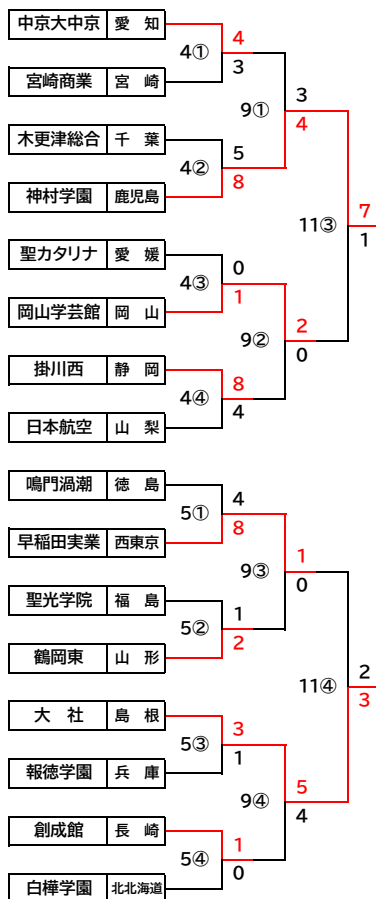 中京大中京 愛 知
4① 4
3
宮崎商業 宮 崎
9① 3
4
木更津総合 千 葉
4② 5
8
神村学園 鹿児島
11③ 7
1
聖カタリナ 愛 媛
4③ 0
1
岡山学芸館 岡 山
9② 2
0
掛川西 静 岡
4④ 8
4
日本航空 山 梨
鳴門渦潮 徳 島
5① 4
8
早稲田実業 西東京
9③ 1
0
聖光学院 福 島
5② 1
2
鶴岡東 山 形
11④ 2
3
大 社 島 根
5③ 3
1
報徳学園 兵 庫
9④ 5
4
創成館 長 崎
5④ 1
0
白樺学園 北北海道